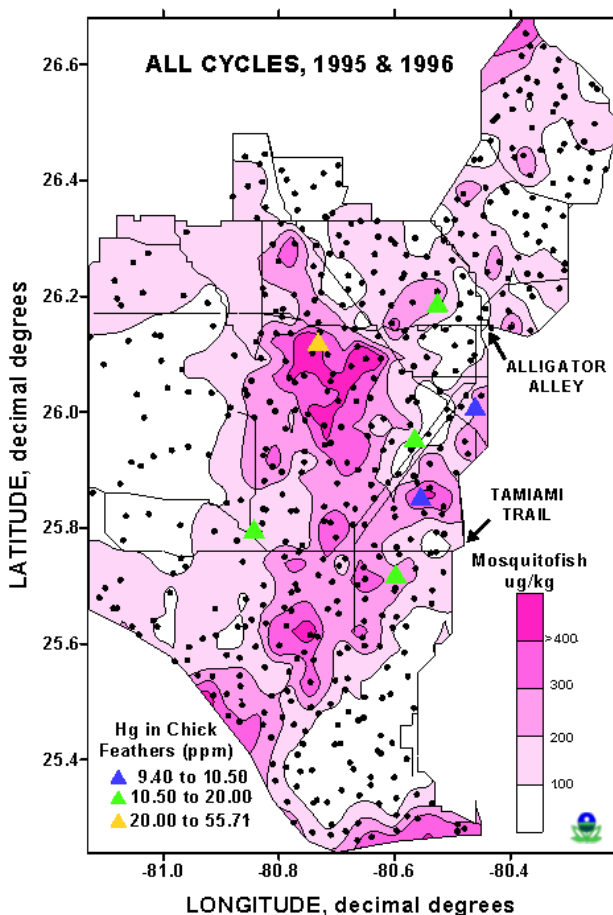 ALL CYCLES, 1995 & 1996
26.6
26.4
26.2
26.0
25.8
25.6
25.4
LATITUDE, decimal degrees
ALLIGATOR
ALLEY
TAMIAMI
TRAIL
Mosquitofish
ug/kg
>400
300
200
100
Hg in Chick
Feathers (ppm)
9.40 to 10.50
10.50 to 20.00
20.00 to 55.71
-81.0
-80.8
-80.6
-80.4
LONGITUDE, decimal degrees